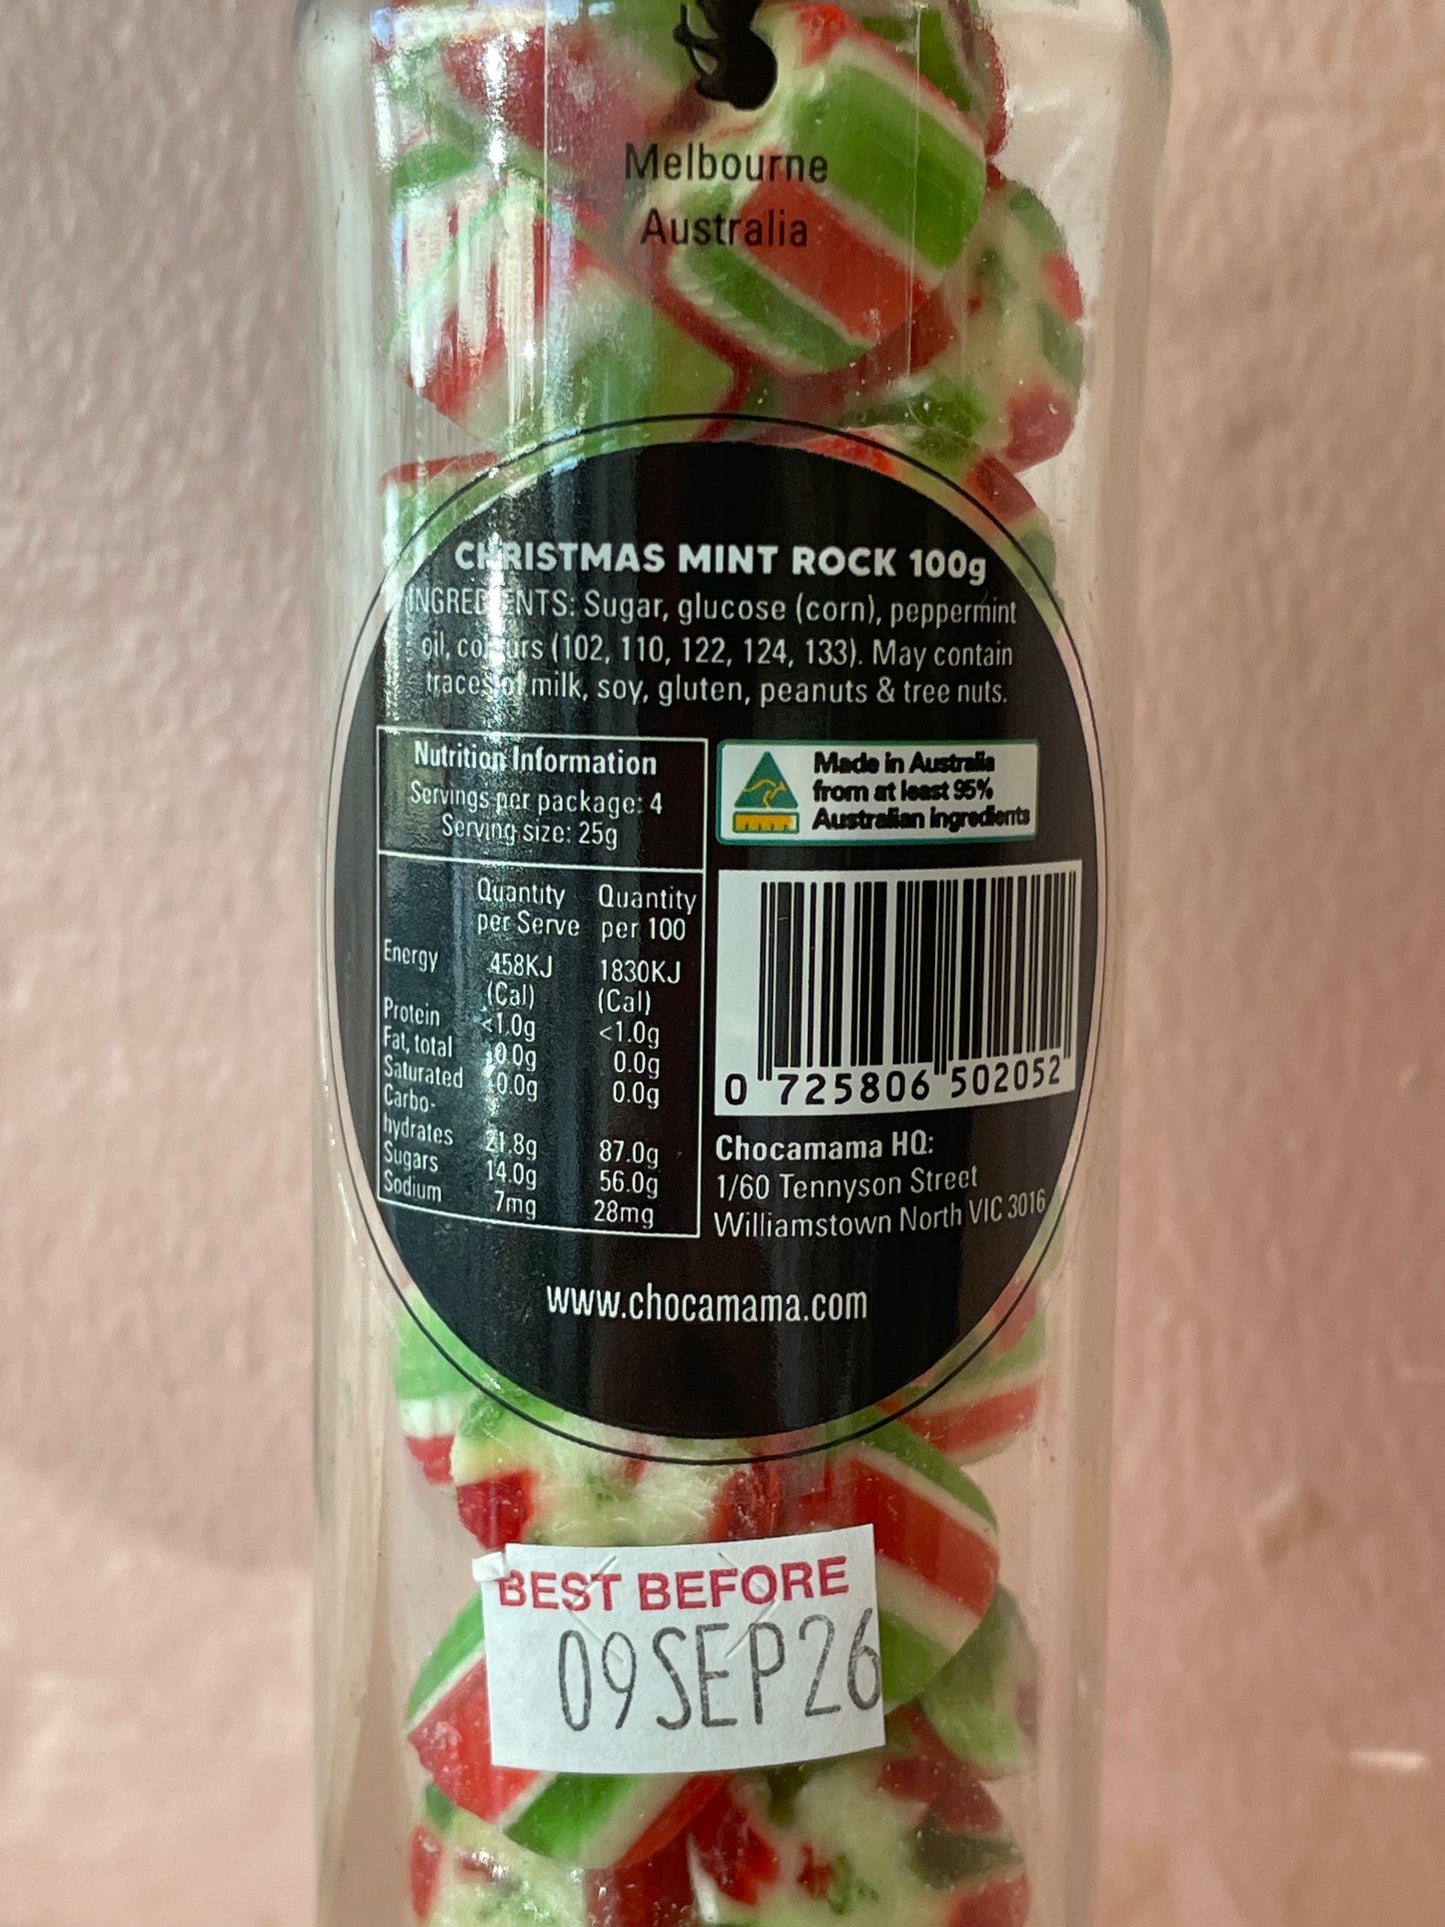 Melbourne
Australia
CHRISTMAS MINT ROCK 100g
INGREDIENTS: Sugar, glucose (corn), peppermint
oil, colours (102, 110, 122, 124, 133). May contain
traces of milk, soy, gluten, peanuts & tree nuts.
Nutrition Information
Servings per package: 4
Serving size: 25g
Quantity Quantity
per Serve per 100
Energy 458KJ 1830KJ
(Cal) (Cal)
Protein <1.0g <1.0g
Fat, total 0.0g 0.0g
Saturated 0.0g 0.0g
Carbo-
hydrates 21.8g 87.0g
Sugars 14.0g 56.0g
Sodium 7mg 28mg
Made in Australia
from at least 95%
Australian ingredients
0 725806 502052
Chocamama HQ:
1/60 Tennyson Street
Williamstown North VIC 3016
www.chocamama.com
BEST BEFORE
09SEP26